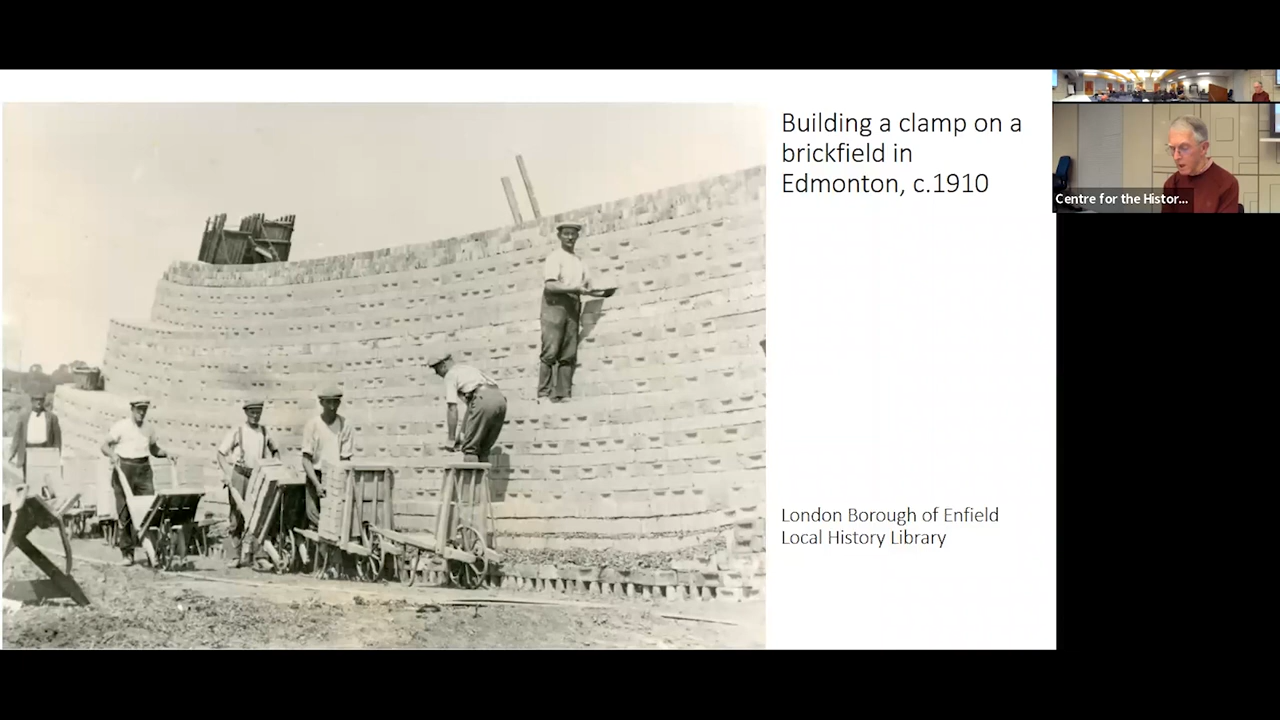 Building a clamp on a
brickfield in
Edmonton, c.1910
Centre for the Histor...
London Borough of Enfield
Local History Library